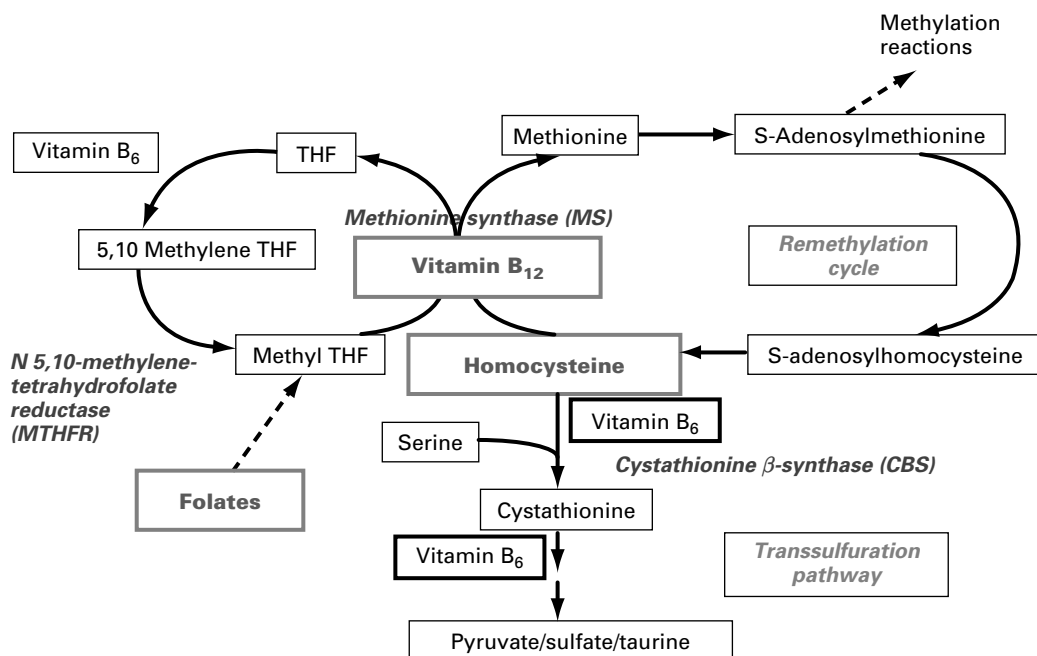 Methylation
reactions
Methionine
S-Adenosylmethionine
Vitamin B6
THF
Methionine synthase (MS)
5,10 Methylene THF
Vitamin B12
Remethylation
cycle
Methyl THF
Homocysteine
S-adenosylhomocysteine
N 5,10-methylene-
tetrahydrofolate
reductase
(MTHFR)
Vitamin B6
Serine
Cystathionine β-synthase (CBS)
Folates
Cystathionine
Vitamin B6
Transsulfuration
pathway
Pyruvate/sulfate/taurine